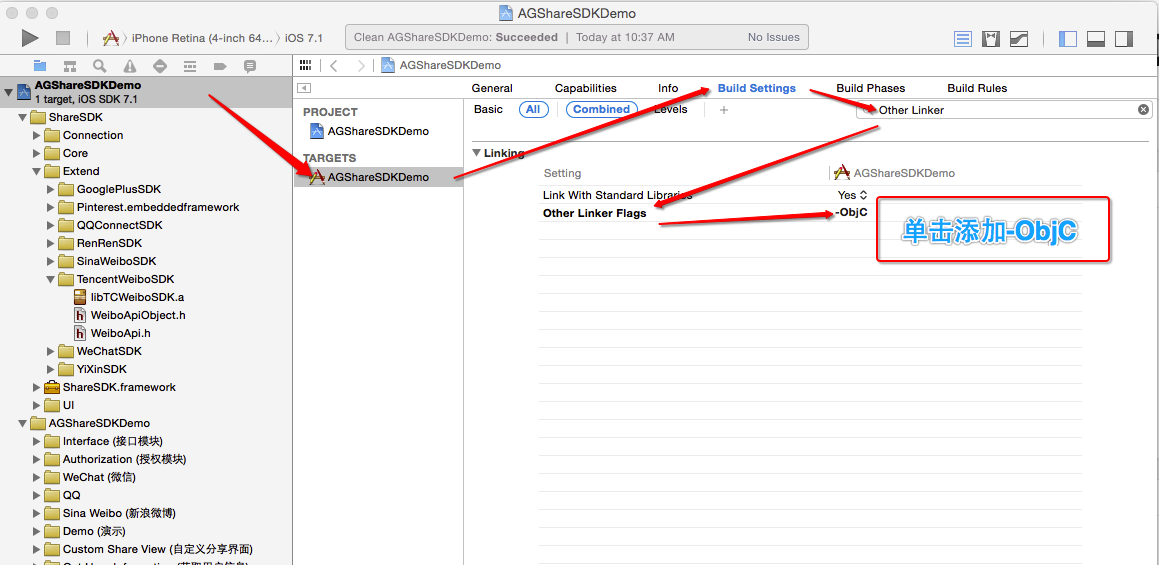 AGShareSDKDemo
iPhone Retina (4-inch 64... iOS 7.1
Clean AGShareSDKDemo: Succeeded | Today at 10:37 AM No Issues
AGShareSDKDemo
1 target, iOS SDK 7.1
ShareSDK
Connection
Core
Extend
GooglePlusSDK
Pinterest.embeddedframework
QQConnectSDK
RenRenSDK
SinaWeiboSDK
TencentWeiboSDK
libTCWeiboSDK.a
WeiboApiObject.h
WeiboApi.h
WeChatSDK
YiXinSDK
ShareSDK.framework
UI
AGShareSDKDemo
Interface (接口模块)
Authorization (授权模块)
WeChat (微信)
QQ
Sina Weibo (新浪微博)
Demo (演示)
Custom Share View (自定义分享界面)
AGShareSDKDemo
PROJECT
AGShareSDKDemo
TARGETS
AGShareSDKDemo
General Capabilities Info Build Settings Build Phases Build Rules
Basic All Combined Levels + Other Linker
Linking
Setting AGShareSDKDemo
Link With Standard Libraries Yes
Other Linker Flags -ObjC
单击添加-ObjC